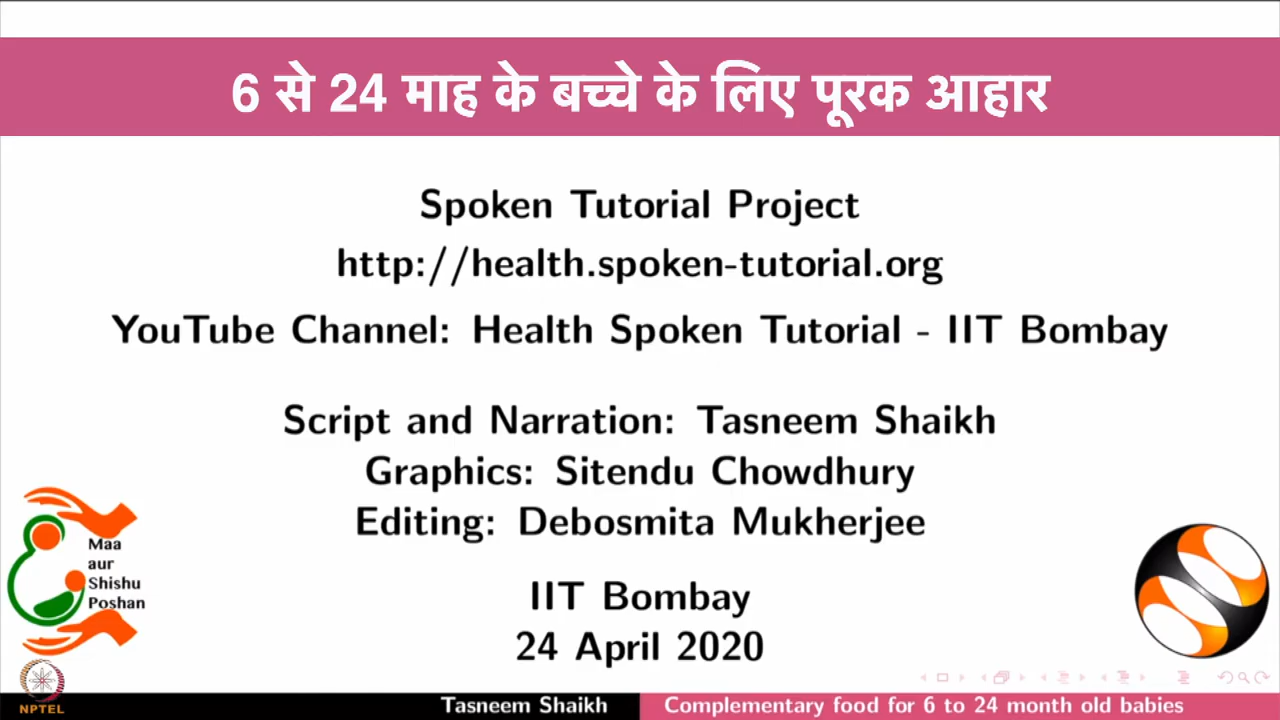 6 से 24 माह के बच्चे के लिए पूरक आहार
Spoken Tutorial Project
http://health.spoken-tutorial.org
YouTube Channel: Health Spoken Tutorial - IIT Bombay
Script and Narration: Tasneem Shaikh
Graphics: Sitendu Chowdhury
Editing: Debosmita Mukherjee
IIT Bombay
24 April 2020
Maa
aur
Shishu
Poshan
NPTEL
Tasneem Shaikh
Complementary food for 6 to 24 month old babies